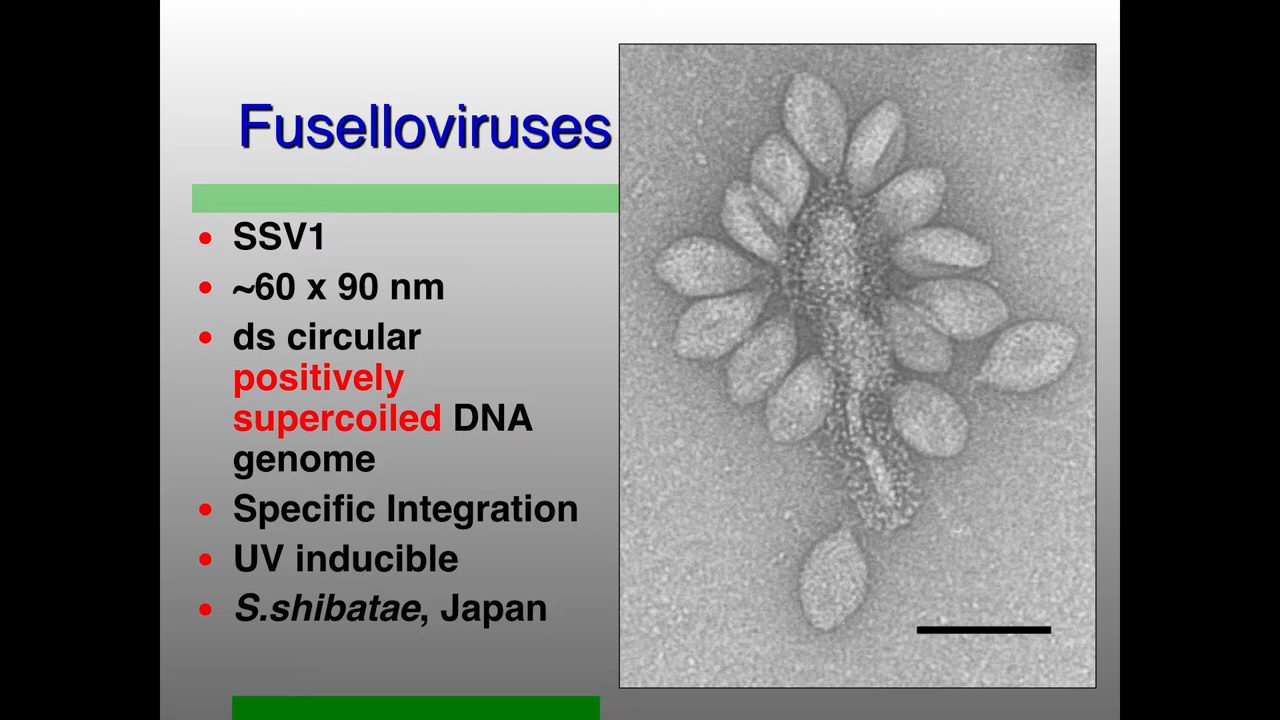 Fuselloviruses
SSV1
~60 x 90 nm
ds circular
positively
supercoiled DNA
genome
Specific Integration
UV inducible
S.shibatae, Japan